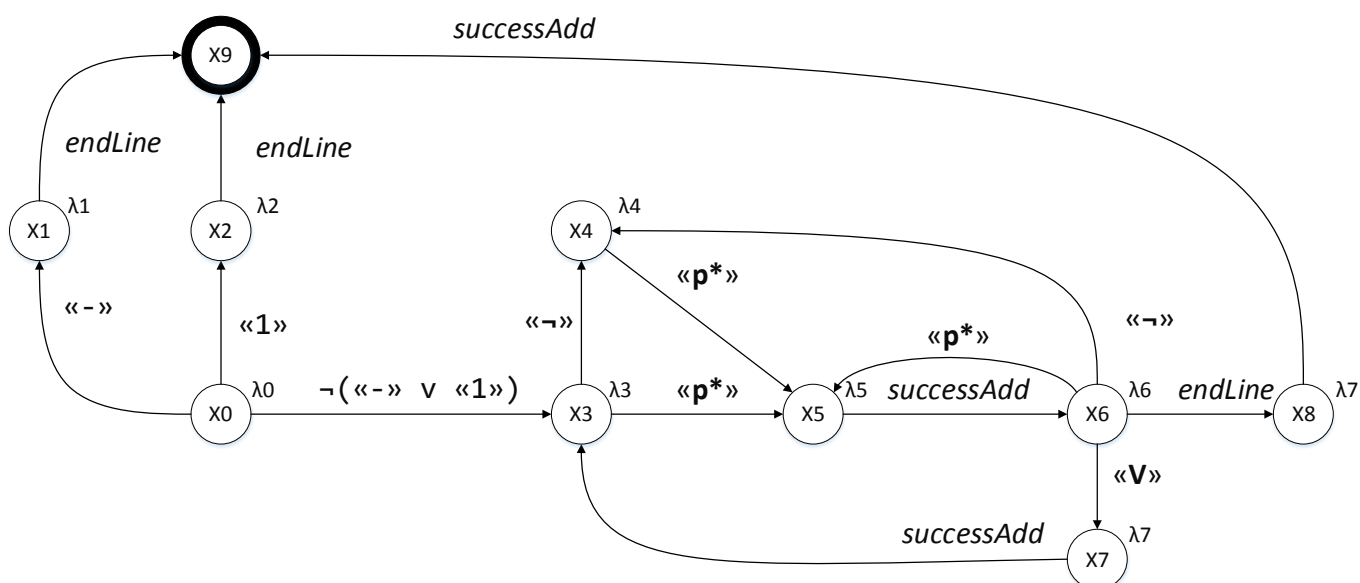 successAdd
X9
endLine
endLine
λ1
X1
λ2
X2
λ4
X4
«p*»
«-»
«1»
«¬»
«¬»
«p*»
λ0
X0
¬(«-» v «1»)
λ3
X3
«p*»
λ5
X5
successAdd
λ6
X6
endLine
λ7
X8
«V»
successAdd
λ7
X7